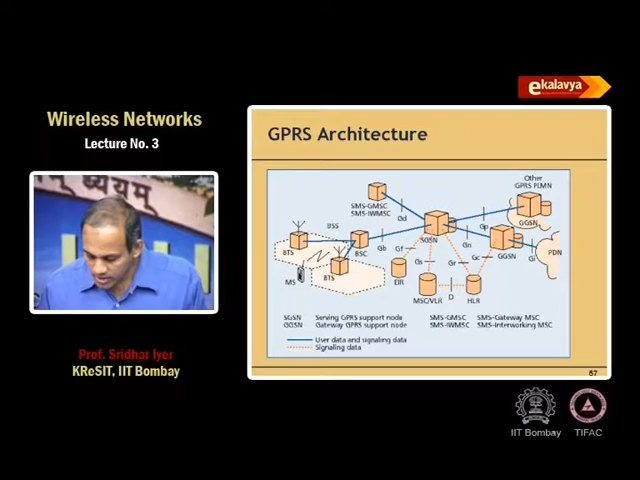 ekalavya
Wireless Networks
Lecture No. 3
ध्यायम्
Prof. Sridhar Iyer
KReSIT, IIT Bombay
GPRS Architecture
Other
GPRS PLMN
SMS-GMSC
SMS-IWMSC
Gd
GGSN
BSS
SGSN
Gp
BTS
BSC
Gb
Gn
GGSN
PDN
Gi
Gf
Gs
Gr
Gc
MS
BTS
EIR
D
MSC/VLR
HLR
SGSN Serving GPRS support node
GGSN Gateway GPRS support node
SMS-GMSC SMS-Gateway MSC
SMS-IWMSC SMS-Interworking MSC
User data and signaling data
Signaling data
67
IIT Bombay
TIFAC